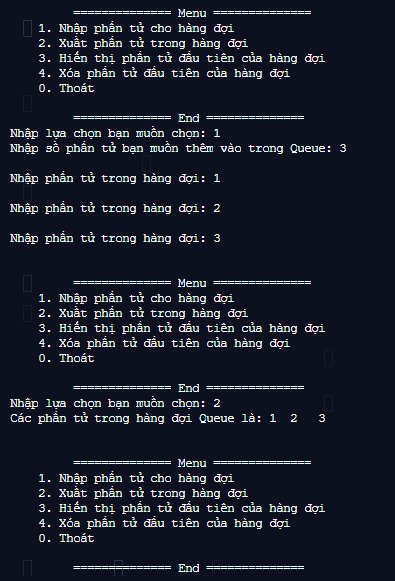 ============== Menu ==============
1. Nhập phần tử cho hàng đợi
2. Xuất phần tử trong hàng đợi
3. Hiển thị phần tử đầu tiên của hàng đợi
4. Xóa phần tử đầu tiên của hàng đợi
0. Thoát
============== End ==============
Nhập lựa chọn bạn muốn chọn: 1
Nhập số phần tử bạn muốn thêm vào trong Queue: 3
Nhập phần tử trong hàng đợi: 1
Nhập phần tử trong hàng đợi: 2
Nhập phần tử trong hàng đợi: 3
============== Menu ==============
1. Nhập phần tử cho hàng đợi
2. Xuất phần tử trong hàng đợi
3. Hiển thị phần tử đầu tiên của hàng đợi
4. Xóa phần tử đầu tiên của hàng đợi
0. Thoát
============== End ==============
Nhập lựa chọn bạn muốn chọn: 2
Các phần tử trong hàng đợi Queue là: 1  2   3
============== Menu ==============
1. Nhập phần tử cho hàng đợi
2. Xuất phần tử trong hàng đợi
3. Hiển thị phần tử đầu tiên của hàng đợi
4. Xóa phần tử đầu tiên của hàng đợi
0. Thoát
============== End ==============